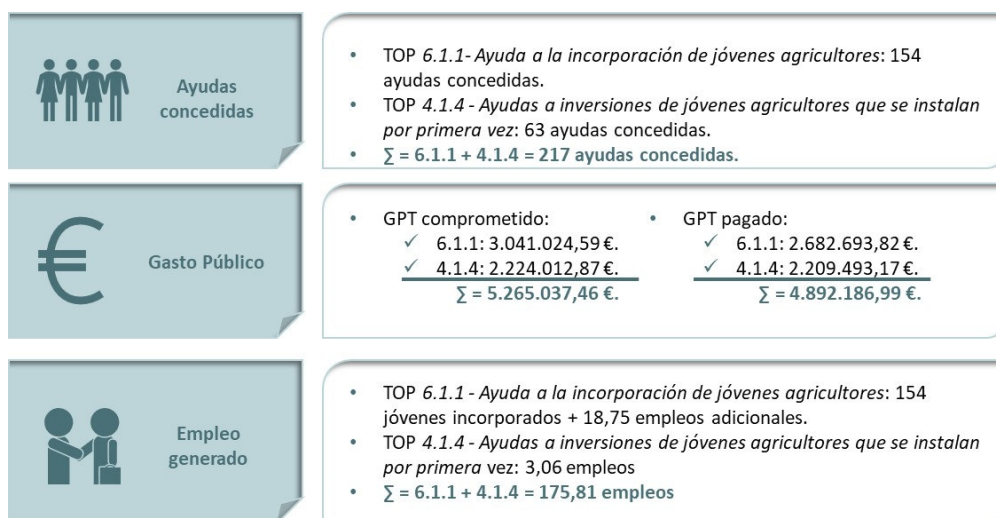 Ayudas
concedidas
• TOP 6.1.1- Ayuda a la incorporación de jóvenes agricultores: 154
ayudas concedidas.
• TOP 4.1.4 - Ayudas a inversiones de jóvenes agricultores que se instalan
por primera vez: 63 ayudas concedidas.
• ∑ = 6.1.1 + 4.1.4 = 217 ayudas concedidas.
€
Gasto Público
• GPT comprometido:
✓ 6.1.1: 3.041.024,59 €.
✓ 4.1.4: 2.224.012,87 €.
∑ = 5.265.037,46 €.
• GPT pagado:
✓ 6.1.1: 2.682.693,82 €.
✓ 4.1.4: 2.209.493,17 €.
∑ = 4.892.186,99 €.
Empleo
generado
• TOP 6.1.1 - Ayuda a la incorporación de jóvenes agricultores: 154
jóvenes incorporados + 18,75 empleos adicionales.
• TOP 4.1.4 - Ayudas a inversiones de jóvenes agricultores que se instalan
por primera vez: 3,06 empleos
• ∑ = 6.1.1 + 4.1.4 = 175,81 empleos